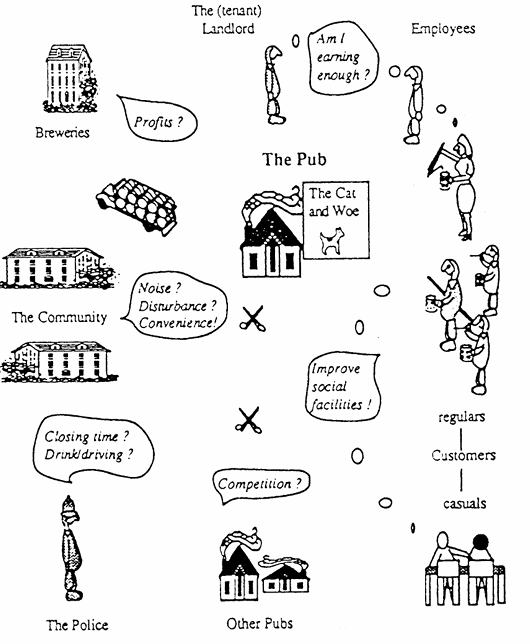 The (tenant)
Landlord
Employees
Am I
earning
enough ?
Breweries
Profits ?
The Pub
The Cat
and Woe
Noise ?
Disturbance ?
Convenience!
The Community
Improve
social
facilities !
regulars
Customers
casuals
Closing time ?
Drink/driving ?
Competition ?
The Police
Other Pubs